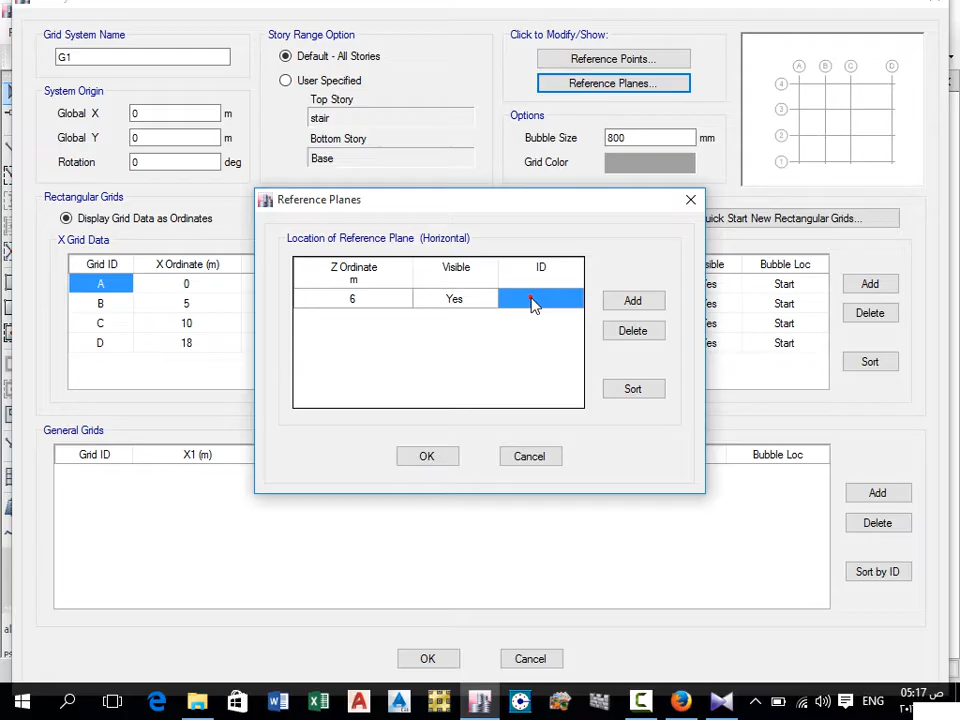 Grid System Name
G1
System Origin
Global X
0
m
Global Y
0
m
Rotation
0
deg
Story Range Option
Default - All Stories
User Specified
Top Story
stair
Bottom Story
Base
Click to Modify/Show:
Reference Points...
Reference Planes...
Options
Bubble Size
800
mm
Grid Color
A
B
C
D
4
3
2
1
Rectangular Grids
Display Grid Data as Ordinates
uick Start New Rectangular Grids...
X Grid Data
Grid ID
X Ordinate (m)
A
0
B
5
C
10
D
18
sible
Bubble Loc
Yes
Start
Yes
Start
Yes
Start
Yes
Start
Add
Delete
Sort
Reference Planes
Location of Reference Plane (Horizontal)
Z Ordinate
m
Visible
ID
6
Yes
Add
Delete
Sort
OK
Cancel
General Grids
Grid ID
X1 (m)
Bubble Loc
Add
Delete
Sort by ID
OK
Cancel
ENG
05:17 ص